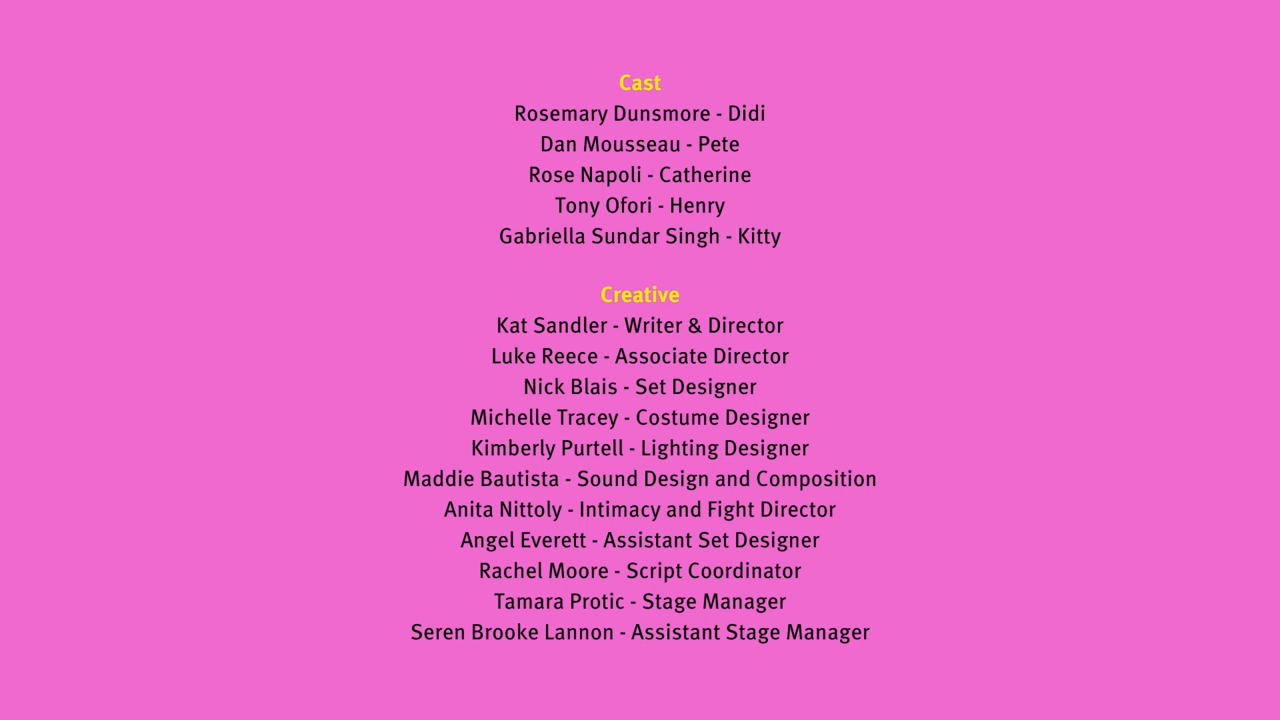 Cast
Rosemary Dunsmore - Didi
Dan Mousseau - Pete
Rose Napoli - Catherine
Tony Ofori - Henry
Gabriella Sundar Singh - Kitty
Creative
Kat Sandler - Writer & Director
Luke Reece - Associate Director
Nick Blais - Set Designer
Michelle Tracey - Costume Designer
Kimberly Purtell - Lighting Designer
Maddie Bautista - Sound Design and Composition
Anita Nittoly - Intimacy and Fight Director
Angel Everett - Assistant Set Designer
Rachel Moore - Script Coordinator
Tamara Protic - Stage Manager
Seren Brooke Lannon - Assistant Stage Manager